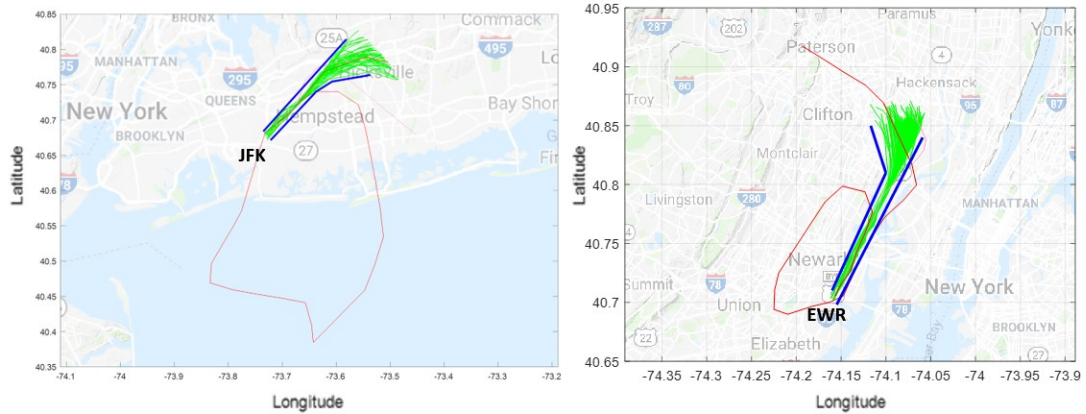 40.85
40.8
40.75
40.7
40.65
40.6
40.55
40.5
40.45
40.4
40.35
-74.1
-74
-73.9
-73.8
-73.7
-73.6
-73.5
-73.4
-73.3
-73.2
Latitude
Longitude
BRONX
Commack
25A
495
95
MANHATTAN
295
QUEENS
New York
BROOKLYN
Hempstead
Bay Shor
JFK
27
78
40.95
40.9
40.85
40.8
40.75
40.7
40.65
-74.35
-74.3
-74.25
-74.2
-74.15
-74.1
-74.05
-74
-73.95
-73.9
Latitude
Longitude
287
202
Paramus
Paterson
4
Yonke
80
Hackensack
Troy
Clifton
95
87
Montclair
Livingston
280
MANHATTAN
Newark
Summit
78
Union
New York
EWR
78
Elizabeth
22
BROOKLYN
27